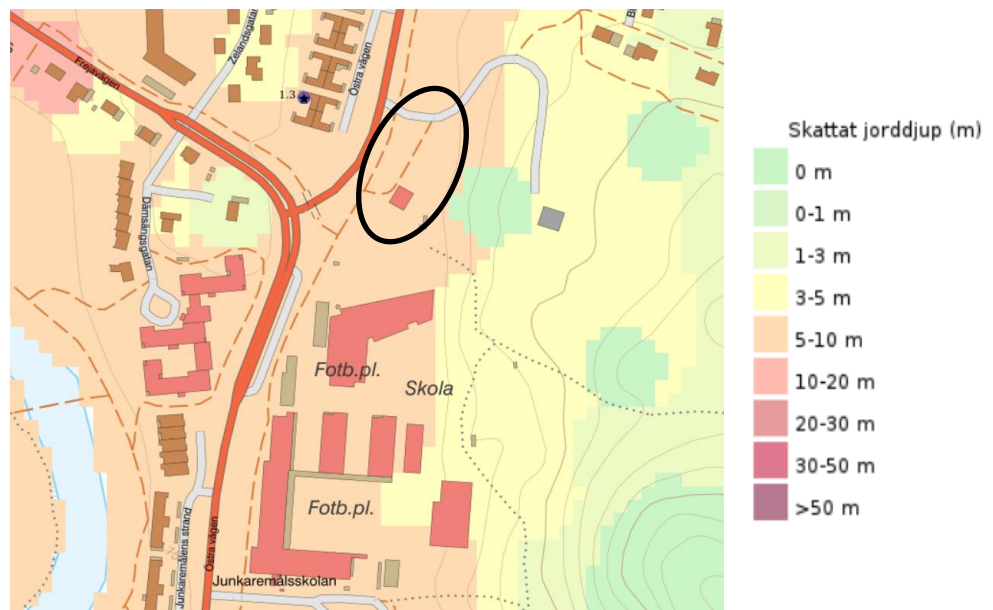 Frejavägen
Zelandsgatan
Östra vägen
1.3
Dämsängsgatan
Fotb.pl.
Skola
Fotb.pl.
Östra vägen
Junkaremålens strand
Junkaremålsskolan
Skattat jorddjup (m)
0 m
0-1 m
1-3 m
3-5 m
5-10 m
10-20 m
20-30 m
30-50 m
>50 m